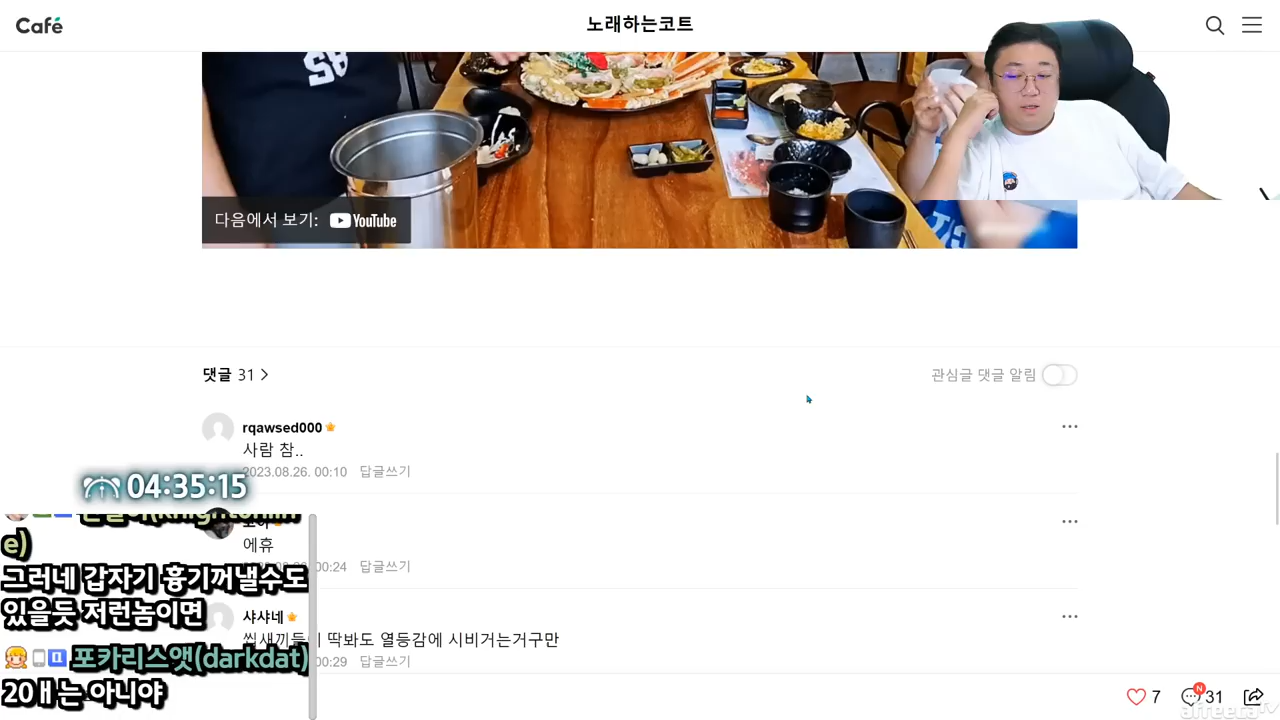 Café
노래하는코트
다음에서 보기: YouTube
댓글 31 >
관심글 댓글 알림
rqawsed000
사람 참..
2023.08.26. 00:10 답글쓰기
04:35:15
e)
에휴
00:24 답글쓰기
그러네 갑자기 흉기꺼낼수도
있을듯 저런놈이면
샤샤네
딱봐도 열등감에 시비거는거구만
00:29 답글쓰기
포카리스앳(darkdat)
20ㅐ는 아니야
7
N
31
afreecaTV